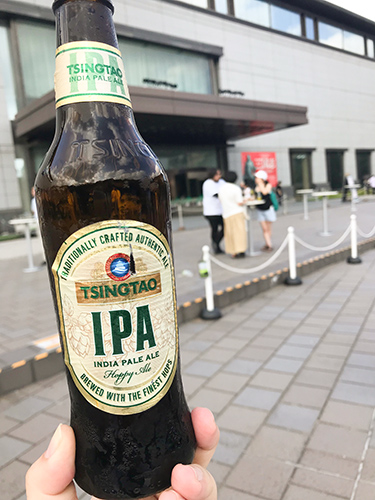 TSINGTAO
IPA
INDIA PALE ALE
TSINGTAO
TRADITIONALLY CRAFTED AUTHENTIC ALE
TSINGTAO
IPA
INDIA PALE ALE
Hoppy Ale
BREWED WITH THE FINEST HOPS